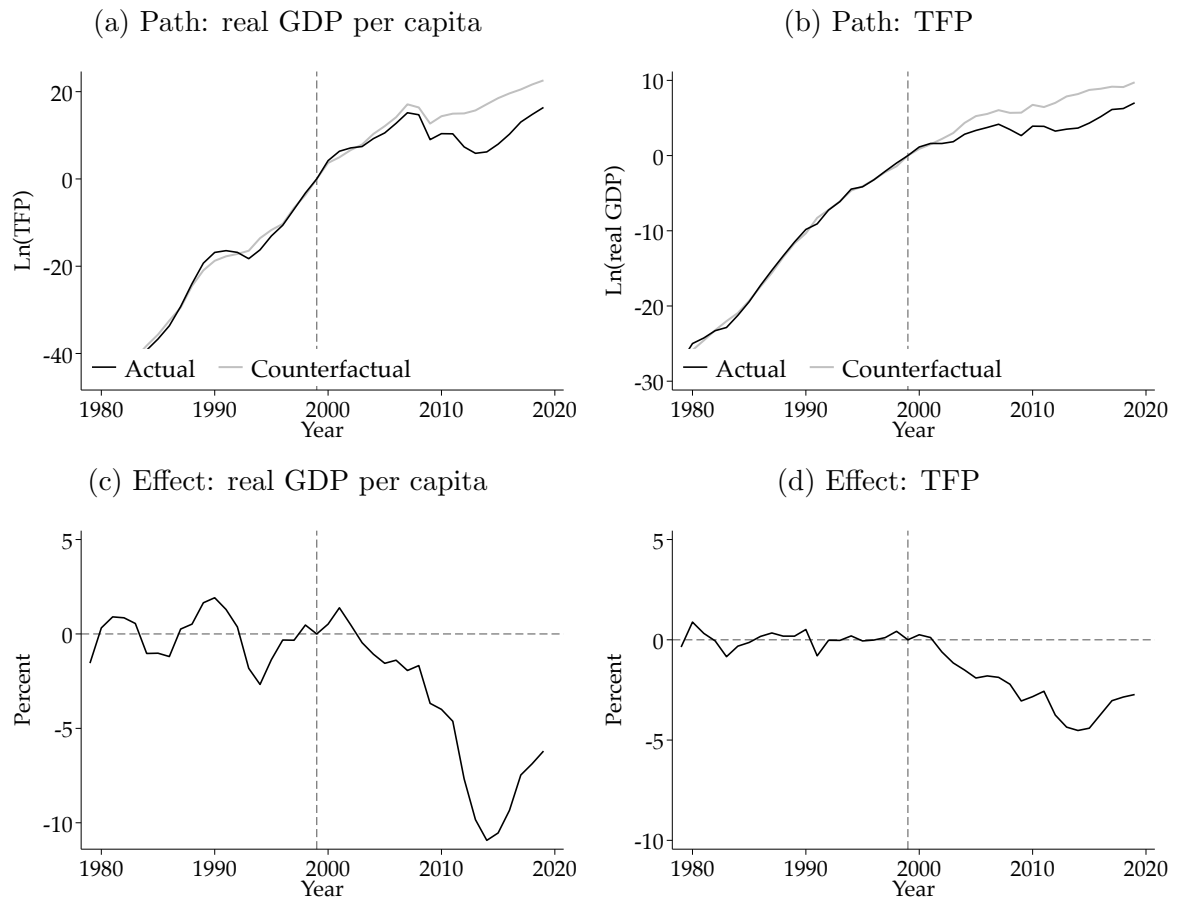 (a) Path: real GDP per capita
Ln(TFP)
20
0
-20
-40
Actual Counterfactual
1980 1990 2000 2010 2020
Year
(b) Path: TFP
Ln(real GDP)
10
0
-10
-20
-30
Actual Counterfactual
1980 1990 2000 2010 2020
Year
(c) Effect: real GDP per capita
Percent
5
0
-5
-10
1980 1990 2000 2010 2020
Year
(d) Effect: TFP
Percent
5
0
-5
-10
1980 1990 2000 2010 2020
Year